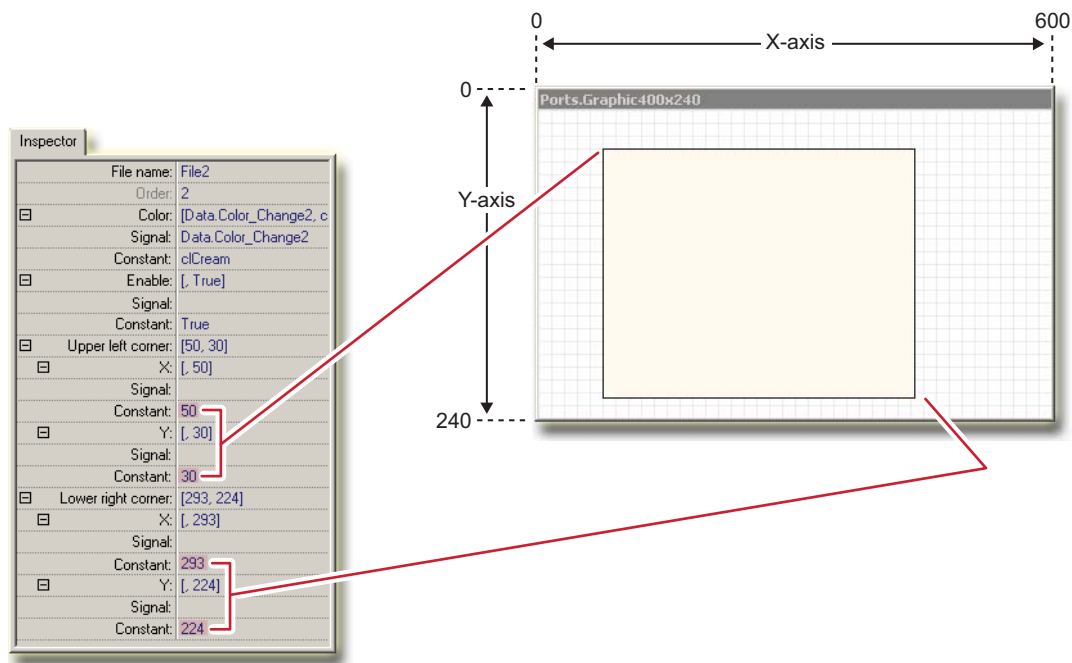 0
600
X-axis
0
Ports.Graphic400x240
Y-axis
240
Inspector
File name: File2
Order: 2
Color: [Data.Color_Change2, c
Signal: Data.Color_Change2
Constant: clCream
Enable: [, True]
Signal:
Constant: True
Upper left corner: [50, 30]
X: [, 50]
Signal:
Constant: 50
Y: [, 30]
Signal:
Constant: 30
Lower right corner: [293, 224]
X: [, 293]
Signal:
Constant: 293
Y: [, 224]
Signal:
Constant: 224